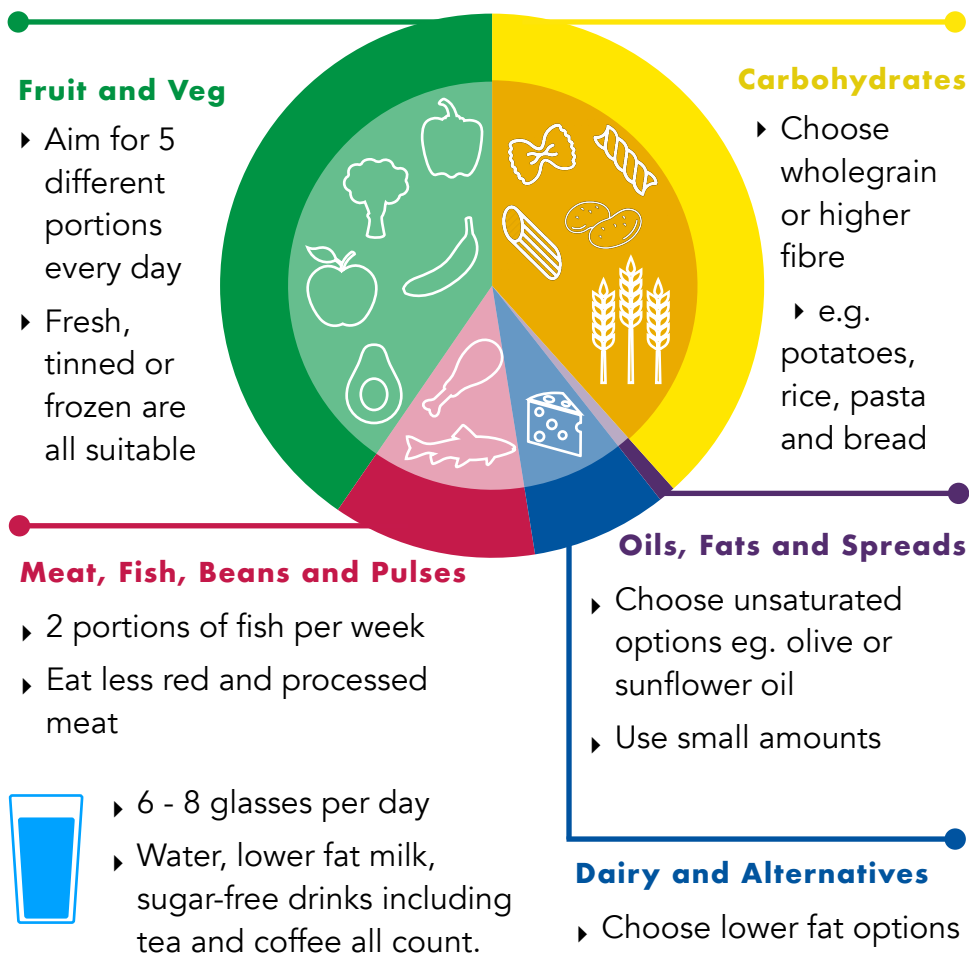 Fruit and Veg
‣ Aim for 5
different
portions
every day
‣ Fresh,
tinned or
frozen are
all suitable
Carbohydrates
‣ Choose
wholegrain
or higher
fibre
‣ e.g.
potatoes,
rice, pasta
and bread
Meat, Fish, Beans and Pulses
‣ 2 portions of fish per week
‣ Eat less red and processed
meat
Oils, Fats and Spreads
‣ Choose unsaturated
options eg. olive or
sunflower oil
‣ Use small amounts
‣ 6 - 8 glasses per day
‣ Water, lower fat milk,
sugar-free drinks including
tea and coffee all count.
Dairy and Alternatives
‣ Choose lower fat options